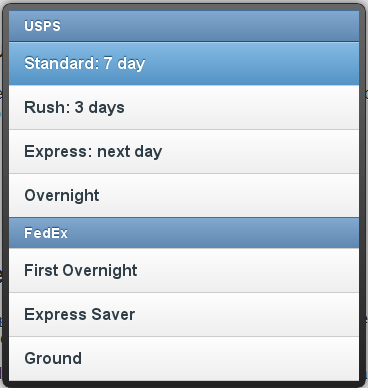 USPS
Standard: 7 day
Rush: 3 days
Express: next day
Overnight
FedEx
First Overnight
Express Saver
Ground